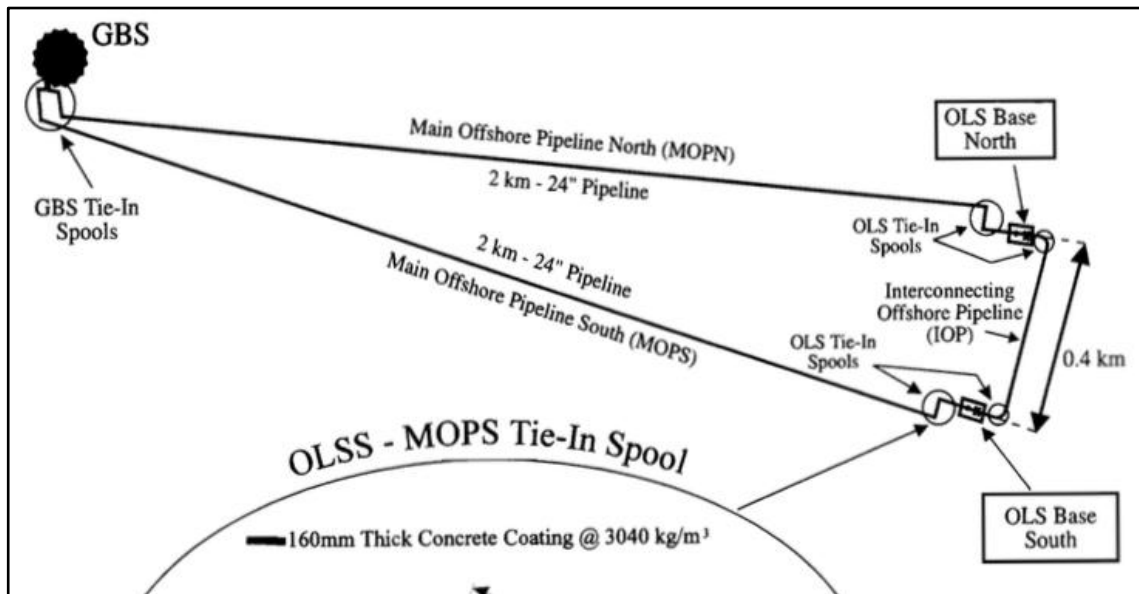 GBS
Main Offshore Pipeline North (MOPN)
2 km - 24" Pipeline
OLS Base
North
GBS Tie-In
Spools
OLS Tie-In
Spools
2 km - 24" Pipeline
Main Offshore Pipeline South (MOPS)
Interconnecting
Offshore Pipeline
(IOP)
0.4 km
OLS Tie-In
Spools
OLSS - MOPS Tie-In Spool
160mm Thick Concrete Coating @ 3040 kg/m³
OLS Base
South